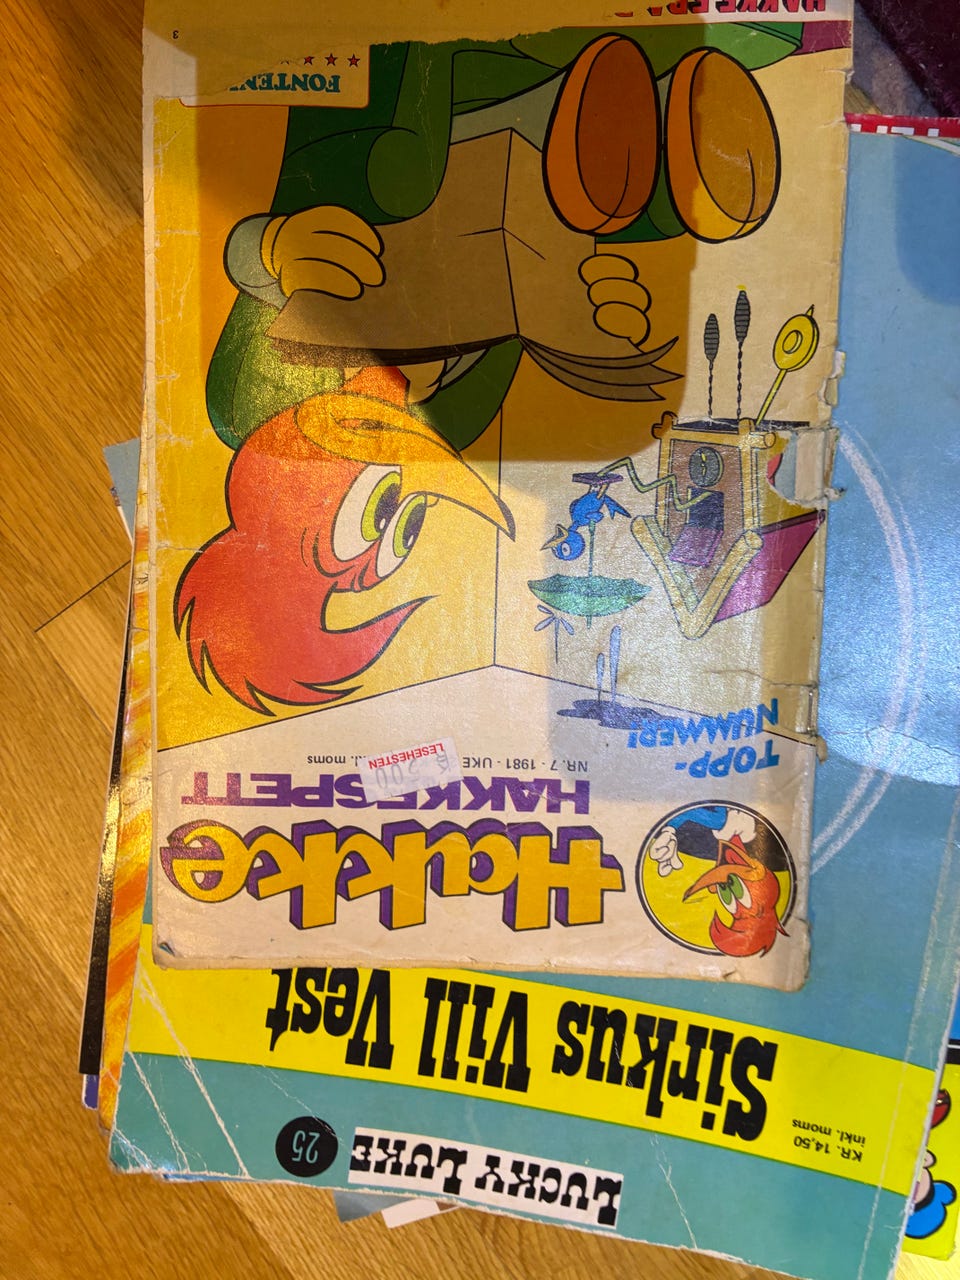 Hakke
HAKKESPETT
NR. 7 - 1981 - UKE
moms
LESEHESTEN
TOPP-
NUMMER!
LUCKY LUKE
25
KR. 14,50
inkl. moms
Sirkus Vill Vest